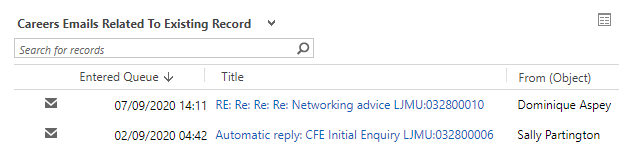 Careers Emails Related To Existing Record
Search for records
Entered Queue ↓ Title From (Object)
07/09/2020 14:11 RE: Re: Re: Re: Networking advice LJMU:032800010 Dominique Aspey
02/09/2020 04:42 Automatic reply: CFE Initial Enquiry LJMU:032800006 Sally Partington